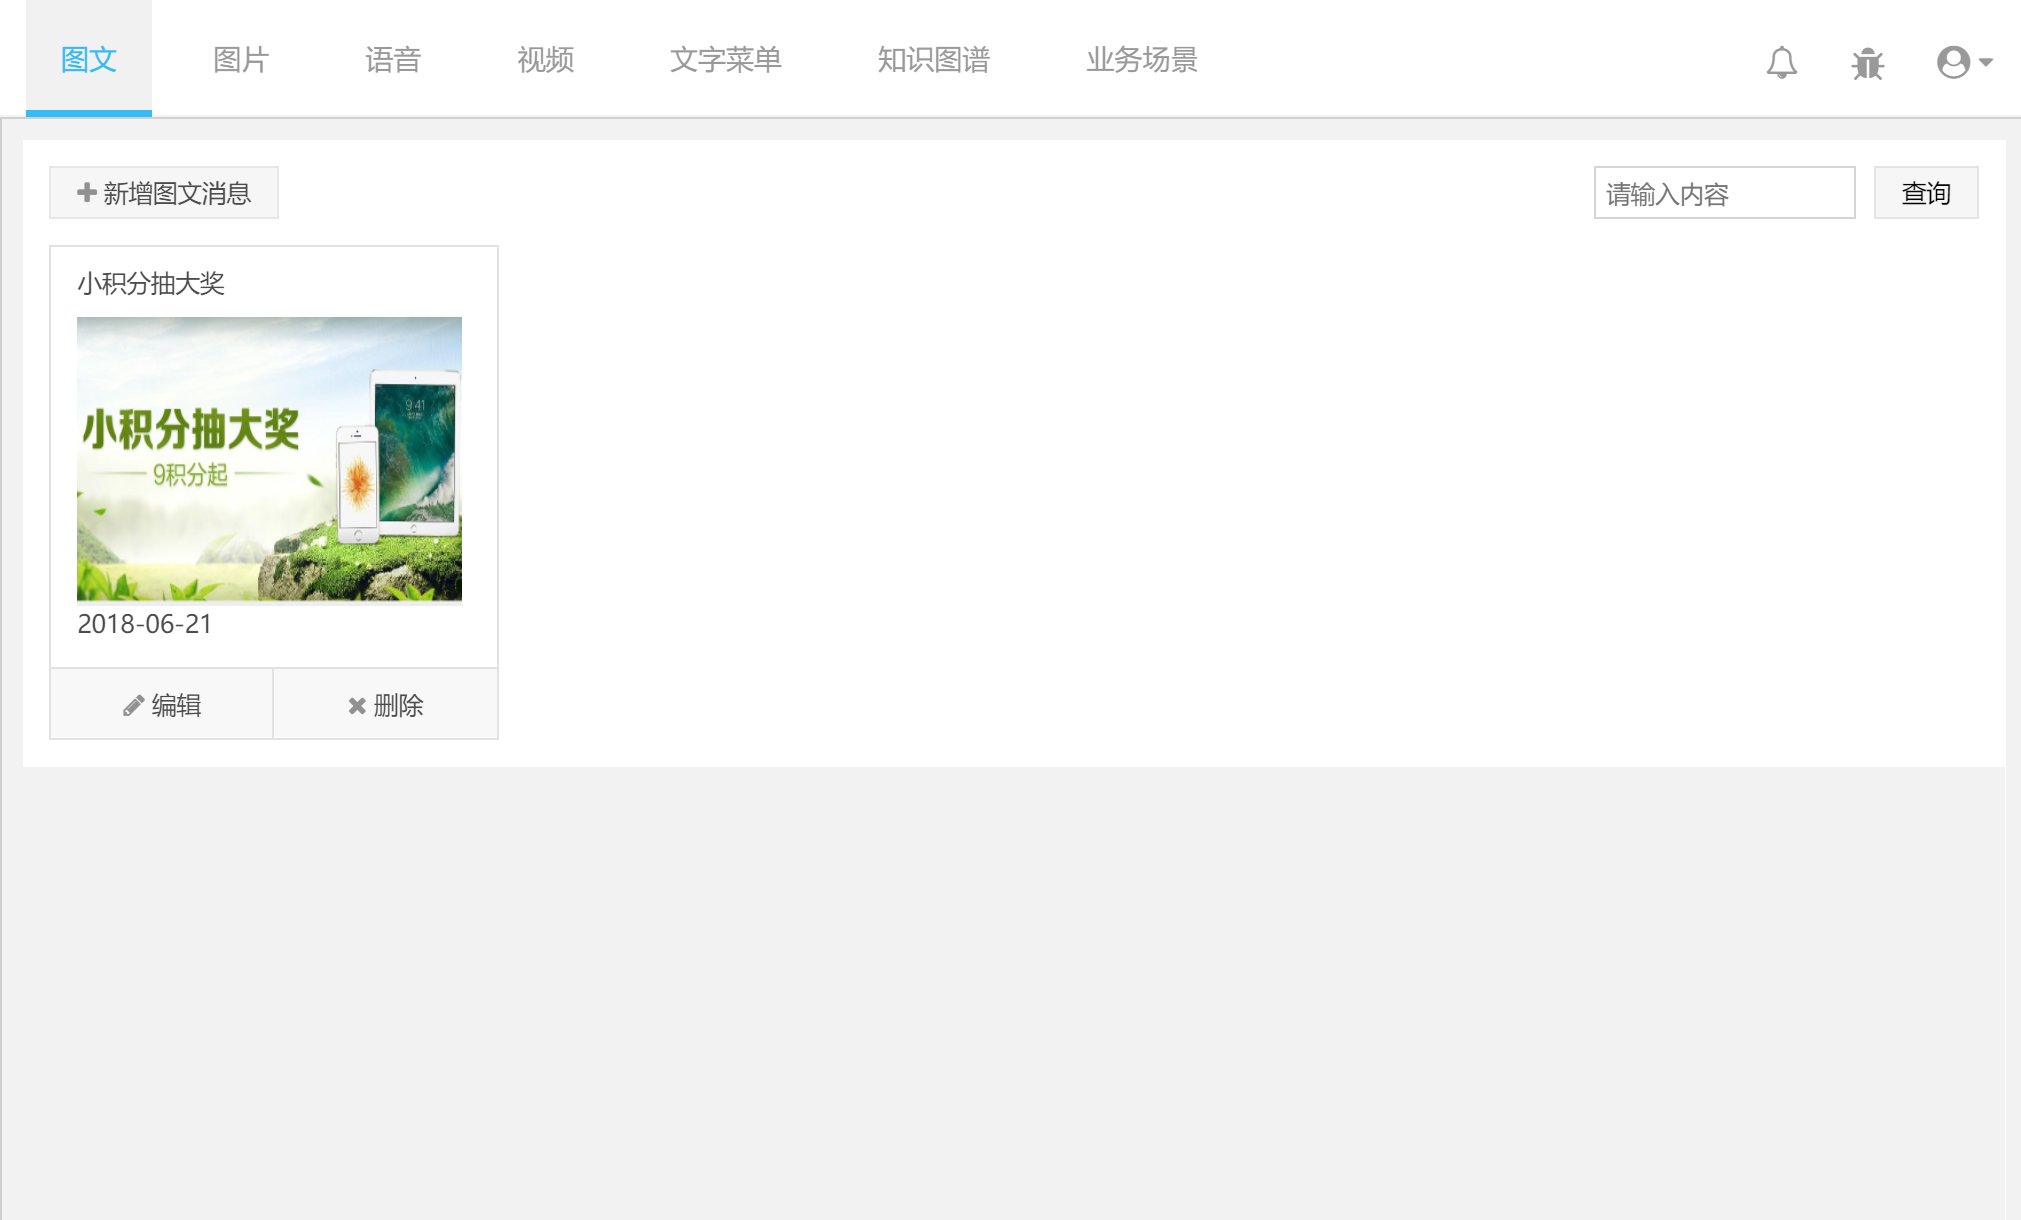 图文 图片 语音 视频 文字菜单 知识图谱 业务场景
新增图文消息 请输入内容 查询
小积分抽大奖
9:41
小积分抽大奖
9积分起
2018-06-21
编辑 删除